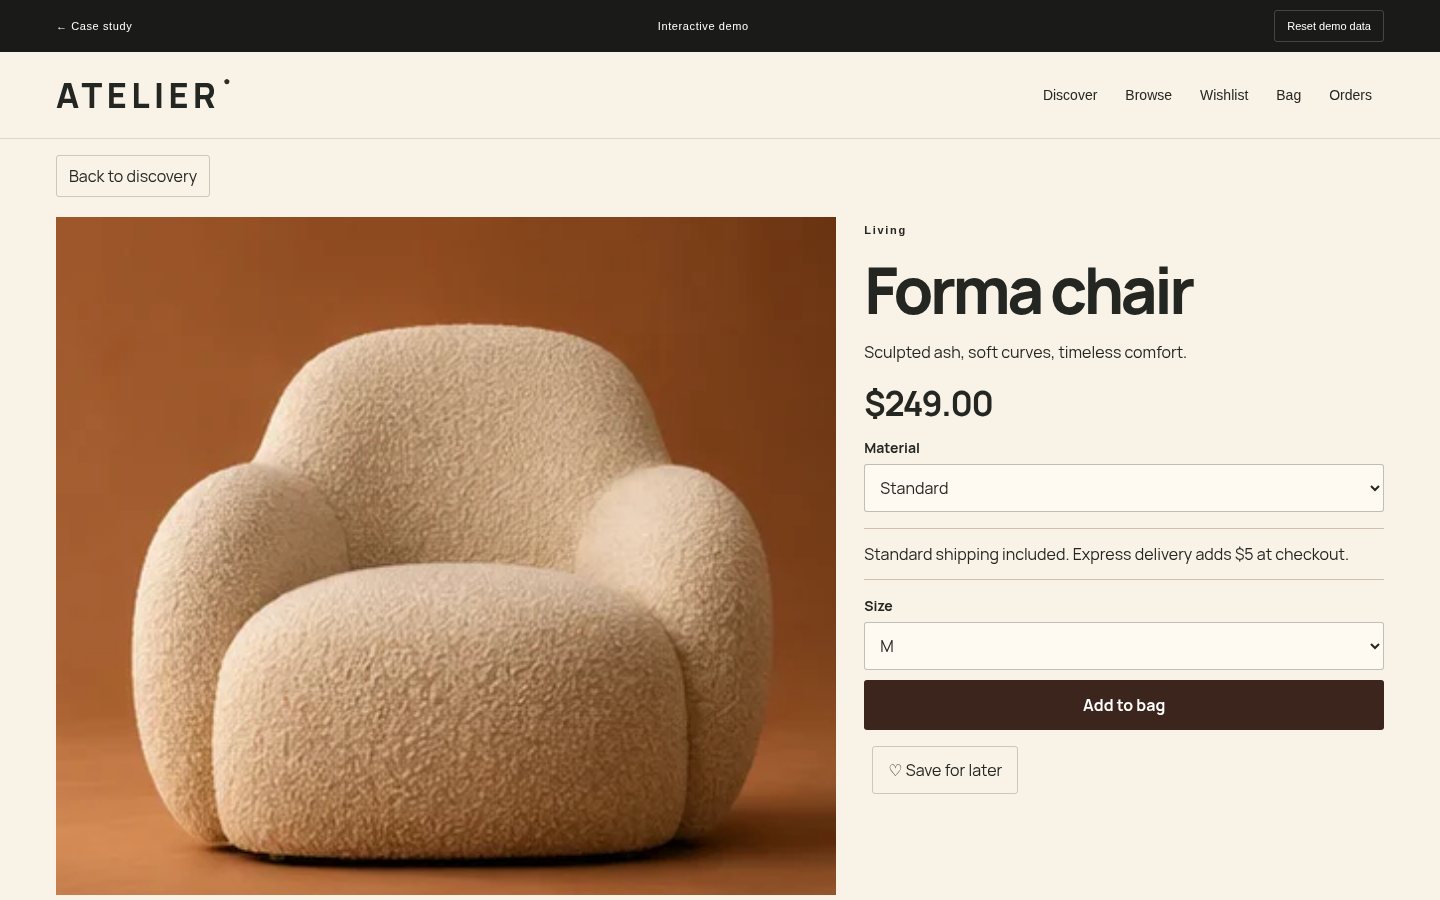 ← Case study
Interactive demo
Reset demo data
ATELIER
Discover
Browse
Wishlist
Bag
Orders
Back to discovery
Living
Forma chair
Sculpted ash, soft curves, timeless comfort.
$249.00
Material
Standard
Standard shipping included. Express delivery adds $5 at checkout.
Size
M
Add to bag
♡ Save for later